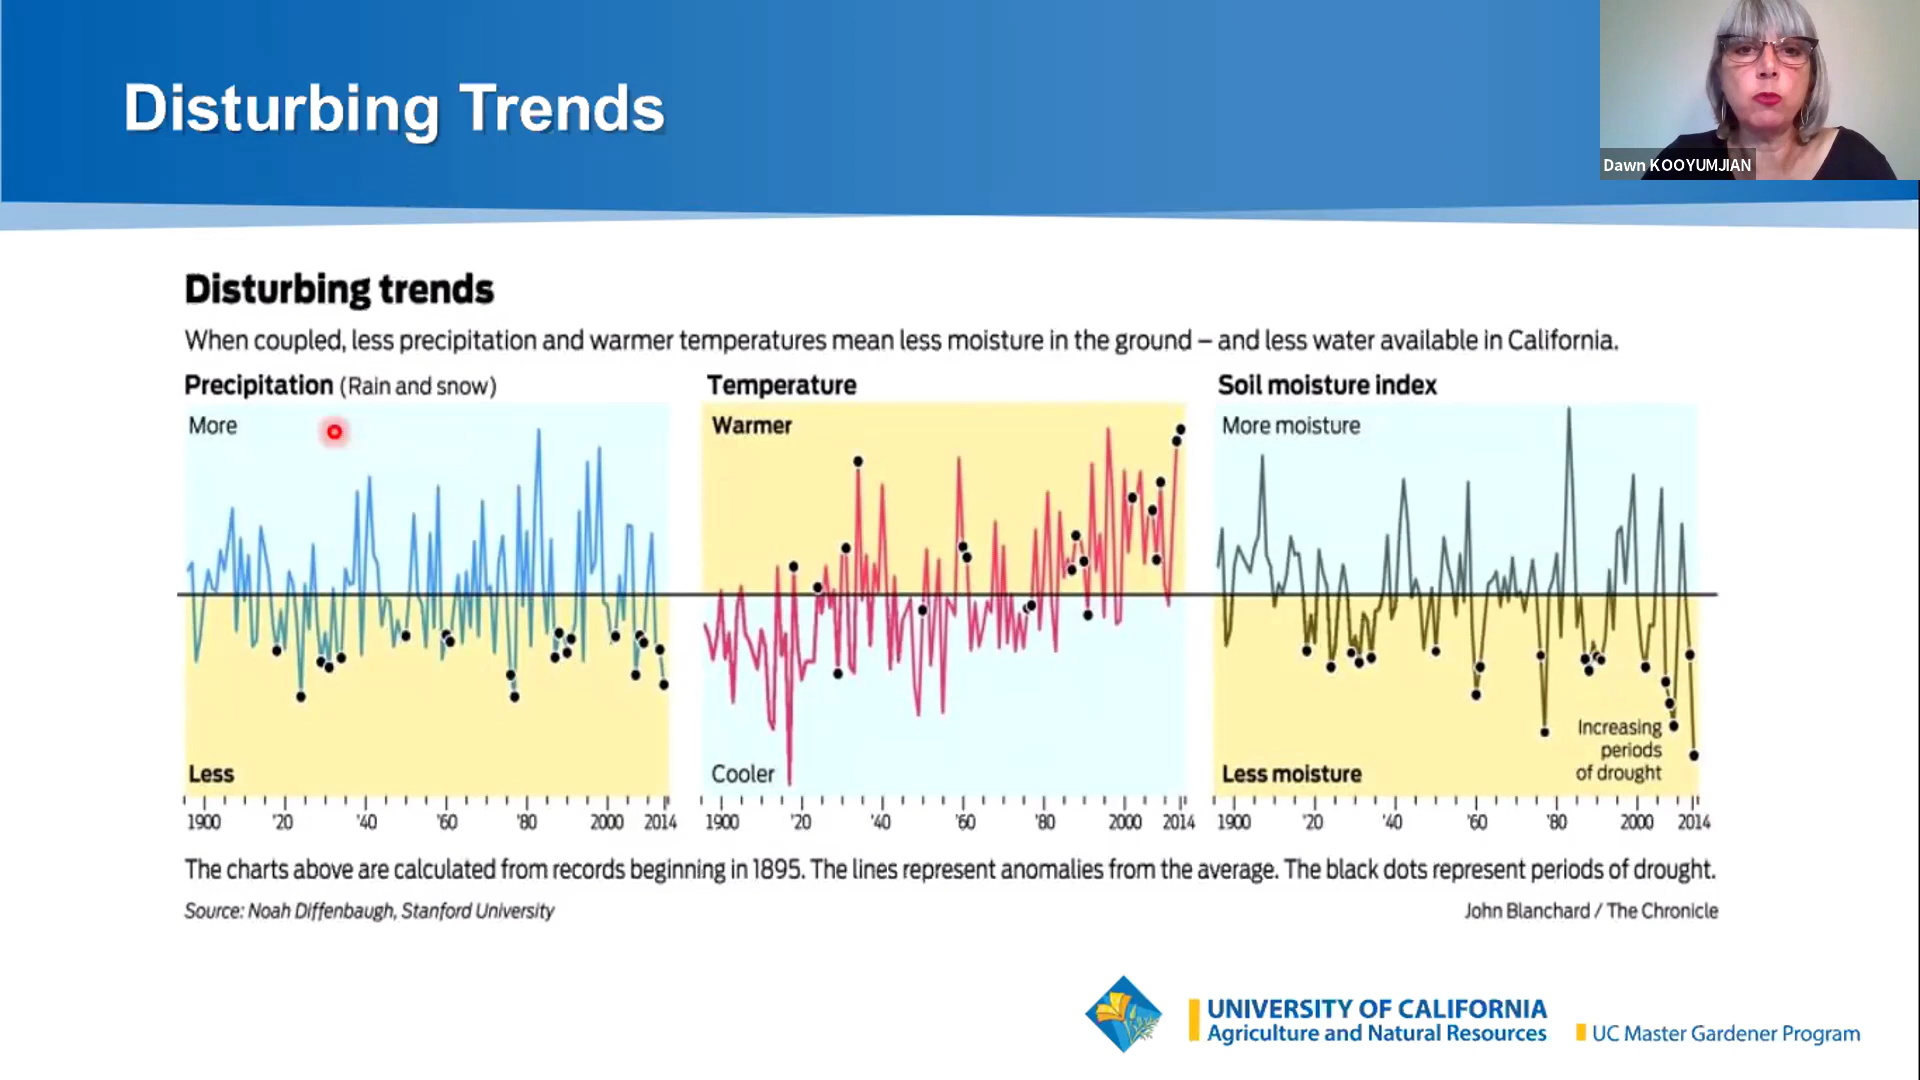 Disturbing Trends
Dawn KOOYUMJIAN
Disturbing trends
When coupled, less precipitation and warmer temperatures mean less moisture in the ground – and less water available in California.
Precipitation (Rain and snow)
More
Less
1900 '20 '40 '60 '80 2000 2014
Temperature
Warmer
Cooler
1900 '20 '40 '60 '80 2000 2014
Soil moisture index
More moisture
Increasing
periods
of drought
Less moisture
1900 '20 '40 '60 '80 2000 2014
The charts above are calculated from records beginning in 1895. The lines represent anomalies from the average. The black dots represent periods of drought.
Source: Noah Diffenbaugh, Stanford University
John Blanchard / The Chronicle
UNIVERSITY OF CALIFORNIA
Agriculture and Natural Resources
UC Master Gardener Program